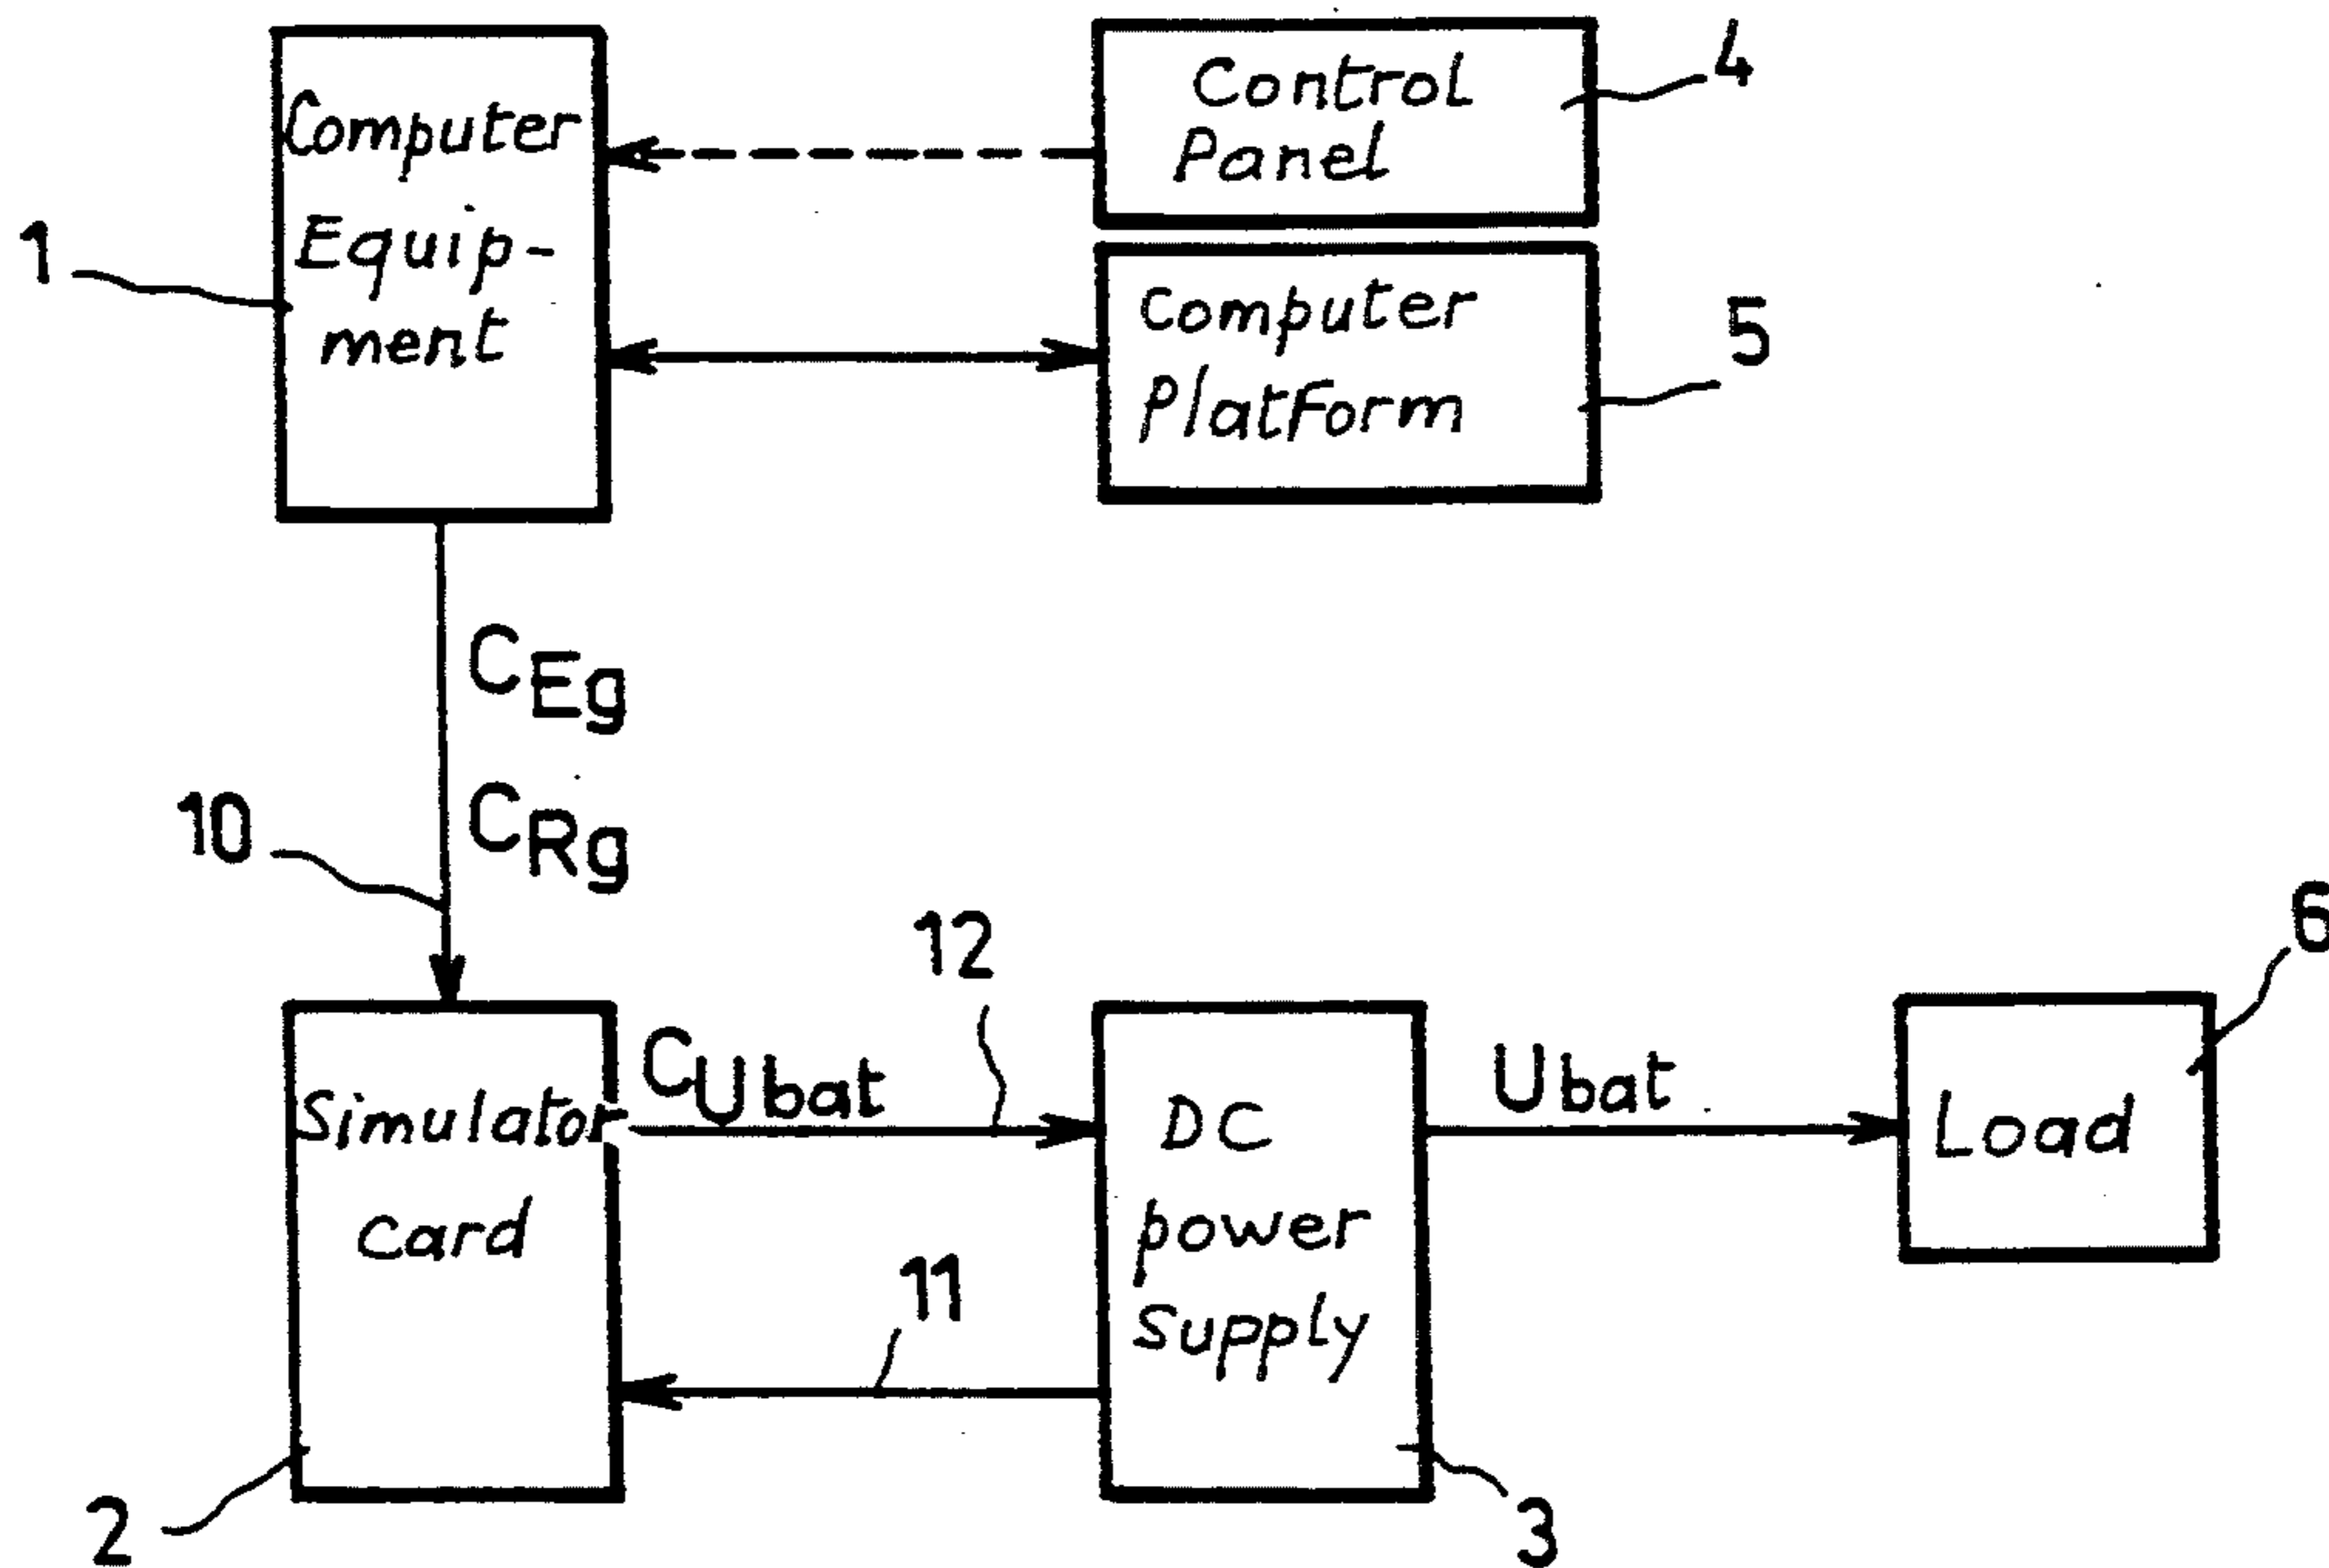 Computer
Equip-
ment
1
Control
Panel
4
Computer
Platform
5
CEg
CRg
10
Simulator
card
2
CUbat
12
11
DC
power
Supply
3
Ubat
Load
6